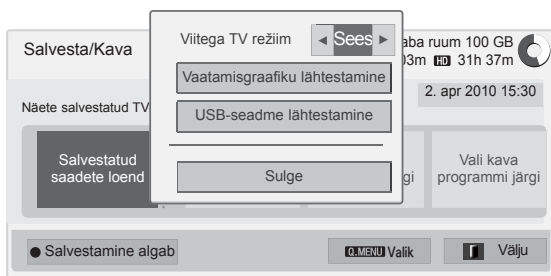 Salvesta/Kava
Viitega TV režiim ◄ Sees ►
Vaatamisgraafiku lähtestamine
USB-seadme lähtestamine
Sulge
ruum 100 GB
03m HD 31h 37m
2. apr 2010 15:30
Näete salvestatud TV
Salvestatud
saadete loend
Vali kava
programmi järgi
● Salvestamine algab
Q.MENU Valik
Välju